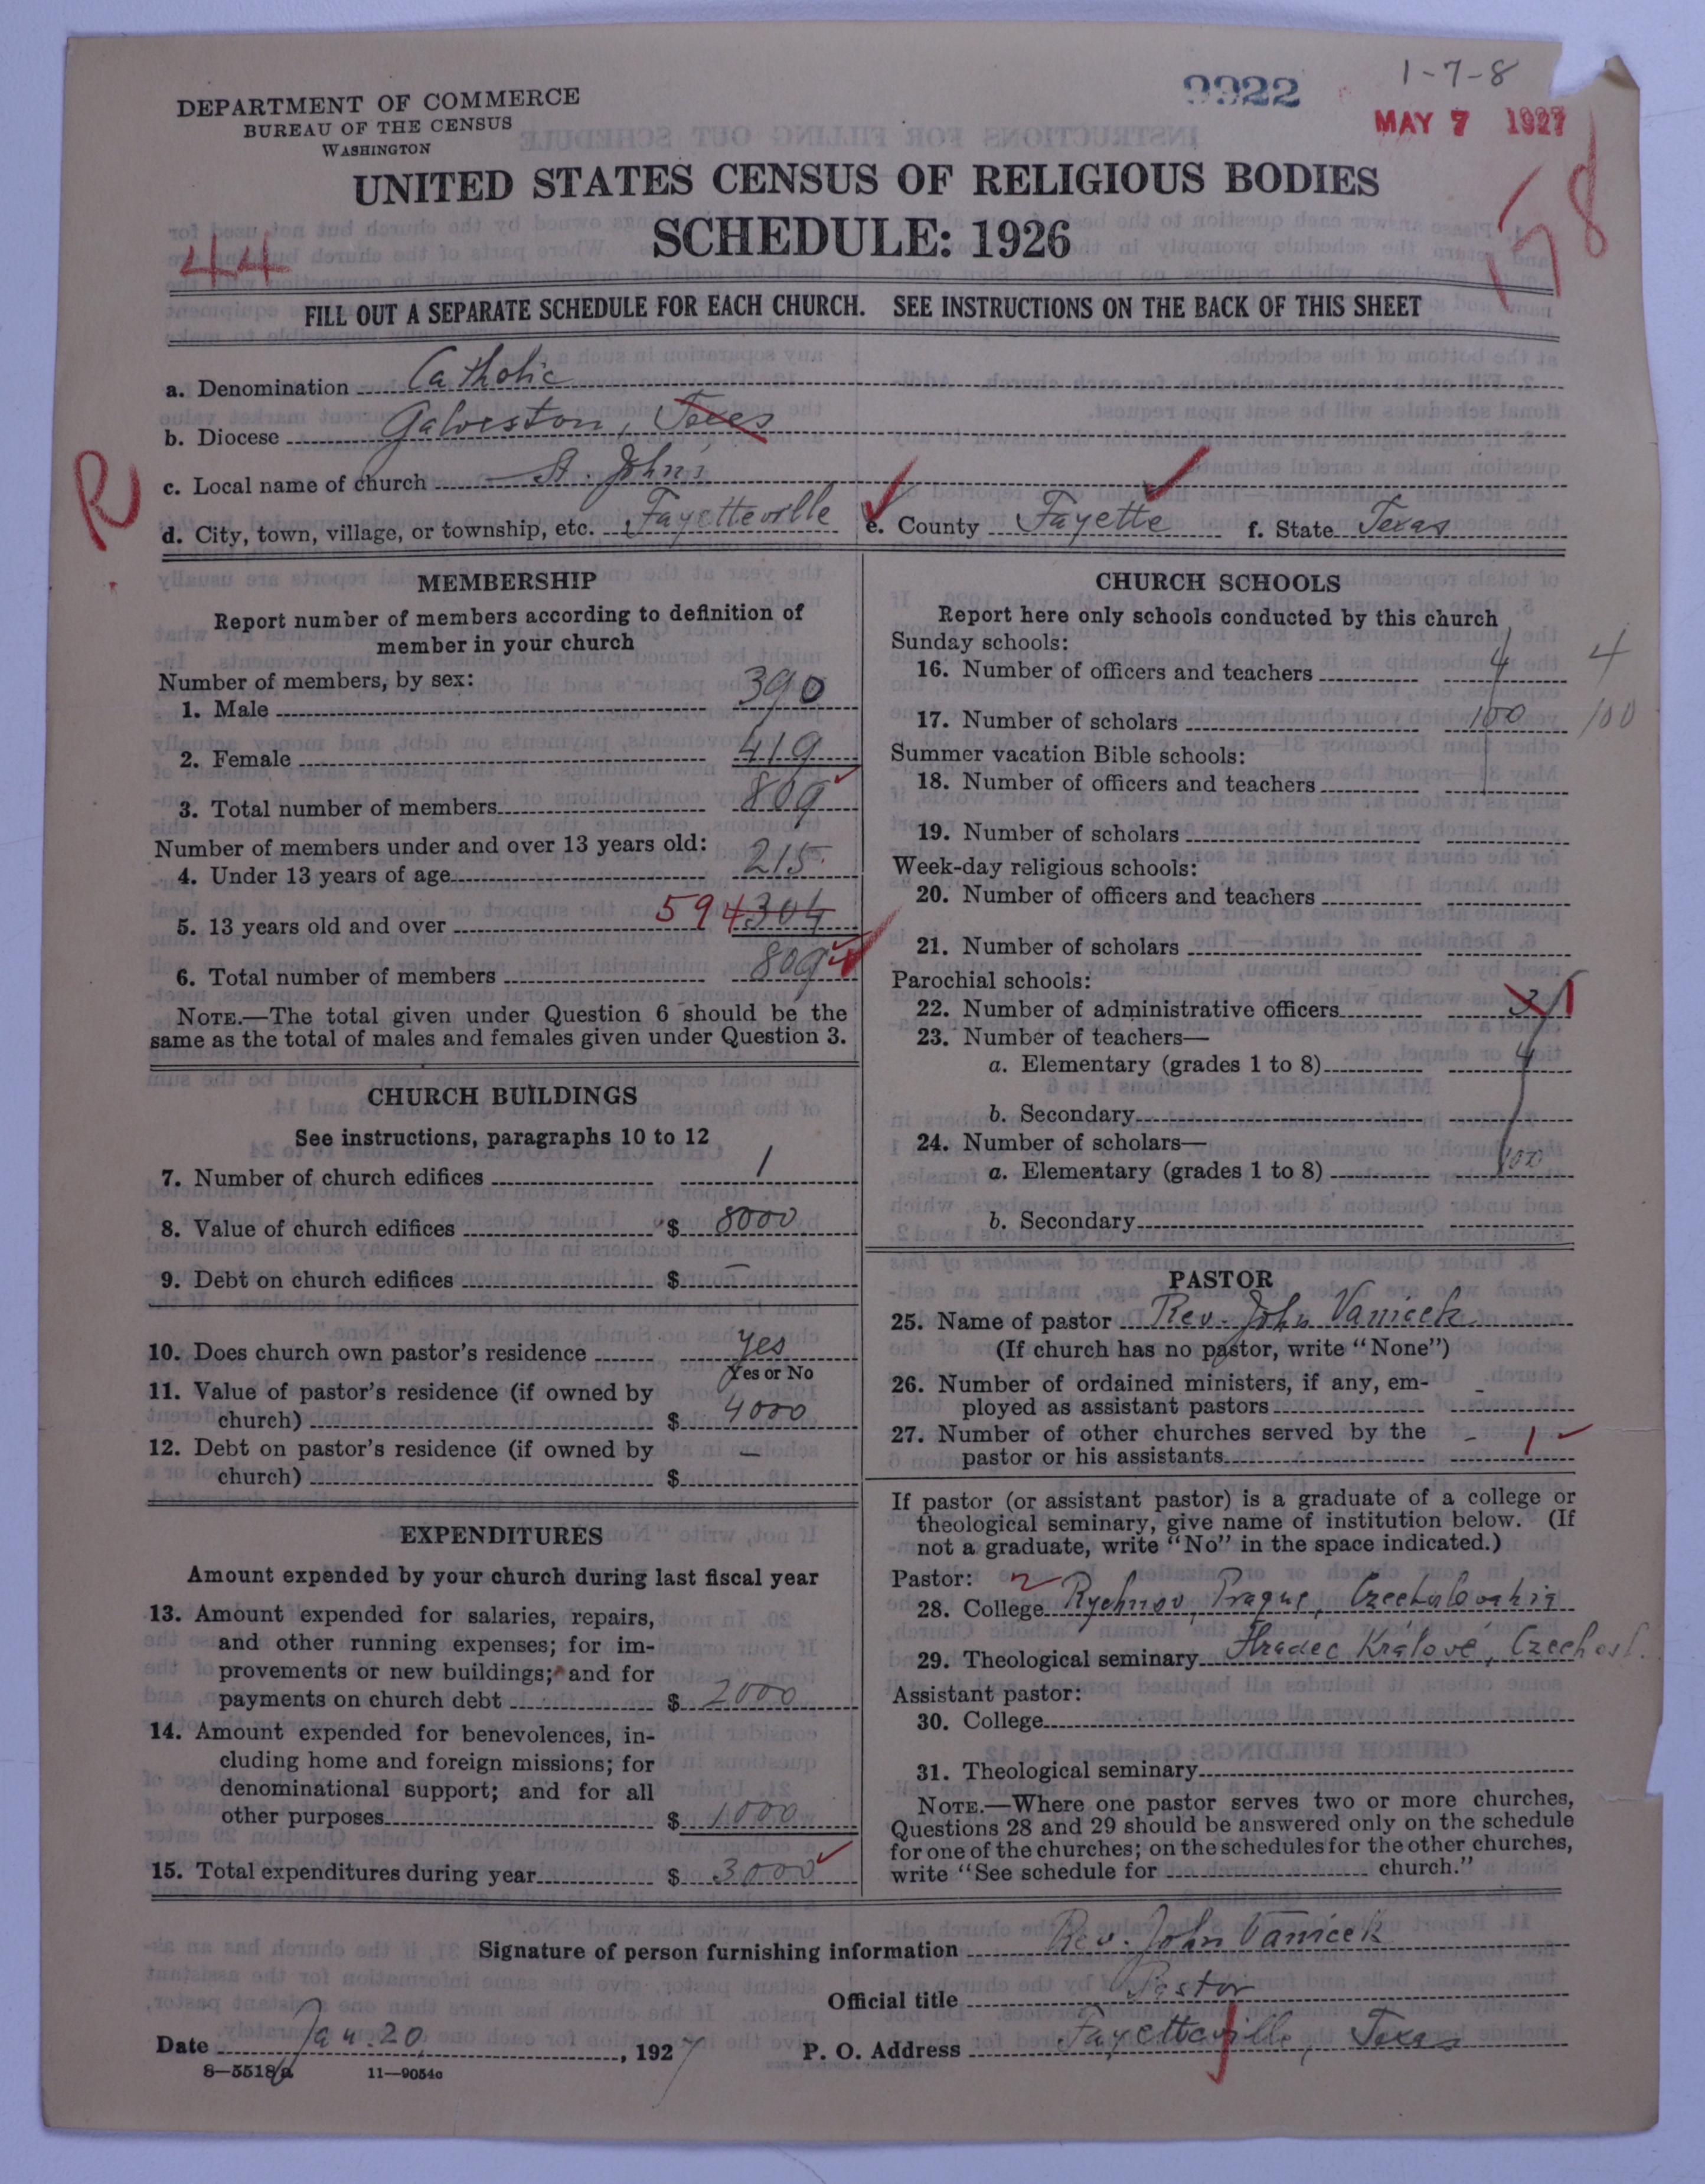 DEPARTMENT OF COMMERCE
BUREAU OF THE CENSUS
WASHINGTON
9922
1-7-8
MAY 7 1927
UNITED STATES CENSUS OF RELIGIOUS BODIES
SCHEDULE: 1926
44
FILL OUT A SEPARATE SCHEDULE FOR EACH CHURCH. SEE INSTRUCTIONS ON THE BACK OF THIS SHEET
a. Denomination Catholic
b. Diocese Galveston, Texas
R
c. Local name of church St. John's
d. City, town, village, or township, etc. Fayetteville e. County Fayette f. State Texas
MEMBERSHIP
Report number of members according to definition of
member in your church
Number of members, by sex:
1. Male 390
2. Female 419
3. Total number of members 809
Number of members under and over 13 years old:
4. Under 13 years of age 215
5. 13 years old and over 594 304
6. Total number of members 809
NOTE.—The total given under Question 6 should be the
same as the total of males and females given under Question 3.
CHURCH BUILDINGS
See instructions, paragraphs 10 to 12
7. Number of church edifices 1
8. Value of church edifices $ 8000
9. Debt on church edifices $ —
10. Does church own pastor's residence yes
Yes or No
11. Value of pastor's residence (if owned by
church) $ 4000
12. Debt on pastor's residence (if owned by
church) $ —
EXPENDITURES
Amount expended by your church during last fiscal year
13. Amount expended for salaries, repairs,
and other running expenses; for im-
provements or new buildings; and for
payments on church debt $ 2000
14. Amount expended for benevolences, in-
cluding home and foreign missions; for
denominational support; and for all
other purposes $ 1000
15. Total expenditures during year $ 3000
CHURCH SCHOOLS
Report here only schools conducted by this church
Sunday schools:
16. Number of officers and teachers 4 4
17. Number of scholars 100 100
Summer vacation Bible schools:
18. Number of officers and teachers
19. Number of scholars
Week-day religious schools:
20. Number of officers and teachers
21. Number of scholars
Parochial schools:
22. Number of administrative officers 3 1
23. Number of teachers—
a. Elementary (grades 1 to 8) 4
b. Secondary
24. Number of scholars—
a. Elementary (grades 1 to 8) 100
b. Secondary
PASTOR
25. Name of pastor Rev. John Vanicek
(If church has no pastor, write "None")
26. Number of ordained ministers, if any, em-
ployed as assistant pastors -
27. Number of other churches served by the
pastor or his assistants - 1
If pastor (or assistant pastor) is a graduate of a college or
theological seminary, give name of institution below. (If
not a graduate, write "No" in the space indicated.)
Pastor:
28. College Rychnov, Prague, Czechoslovakia
29. Theological seminary Hradec Králové, Czechosl.
Assistant pastor:
30. College
31. Theological seminary
NOTE.—Where one pastor serves two or more churches,
Questions 28 and 29 should be answered only on the schedule
for one of the churches; on the schedules for the other churches,
write "See schedule for church."
Signature of person furnishing information Rev. John Vanicek
Official title Pastor
Date Jan. 20, 1927 P. O. Address Fayetteville, Texas
8—5518a 11—9054a